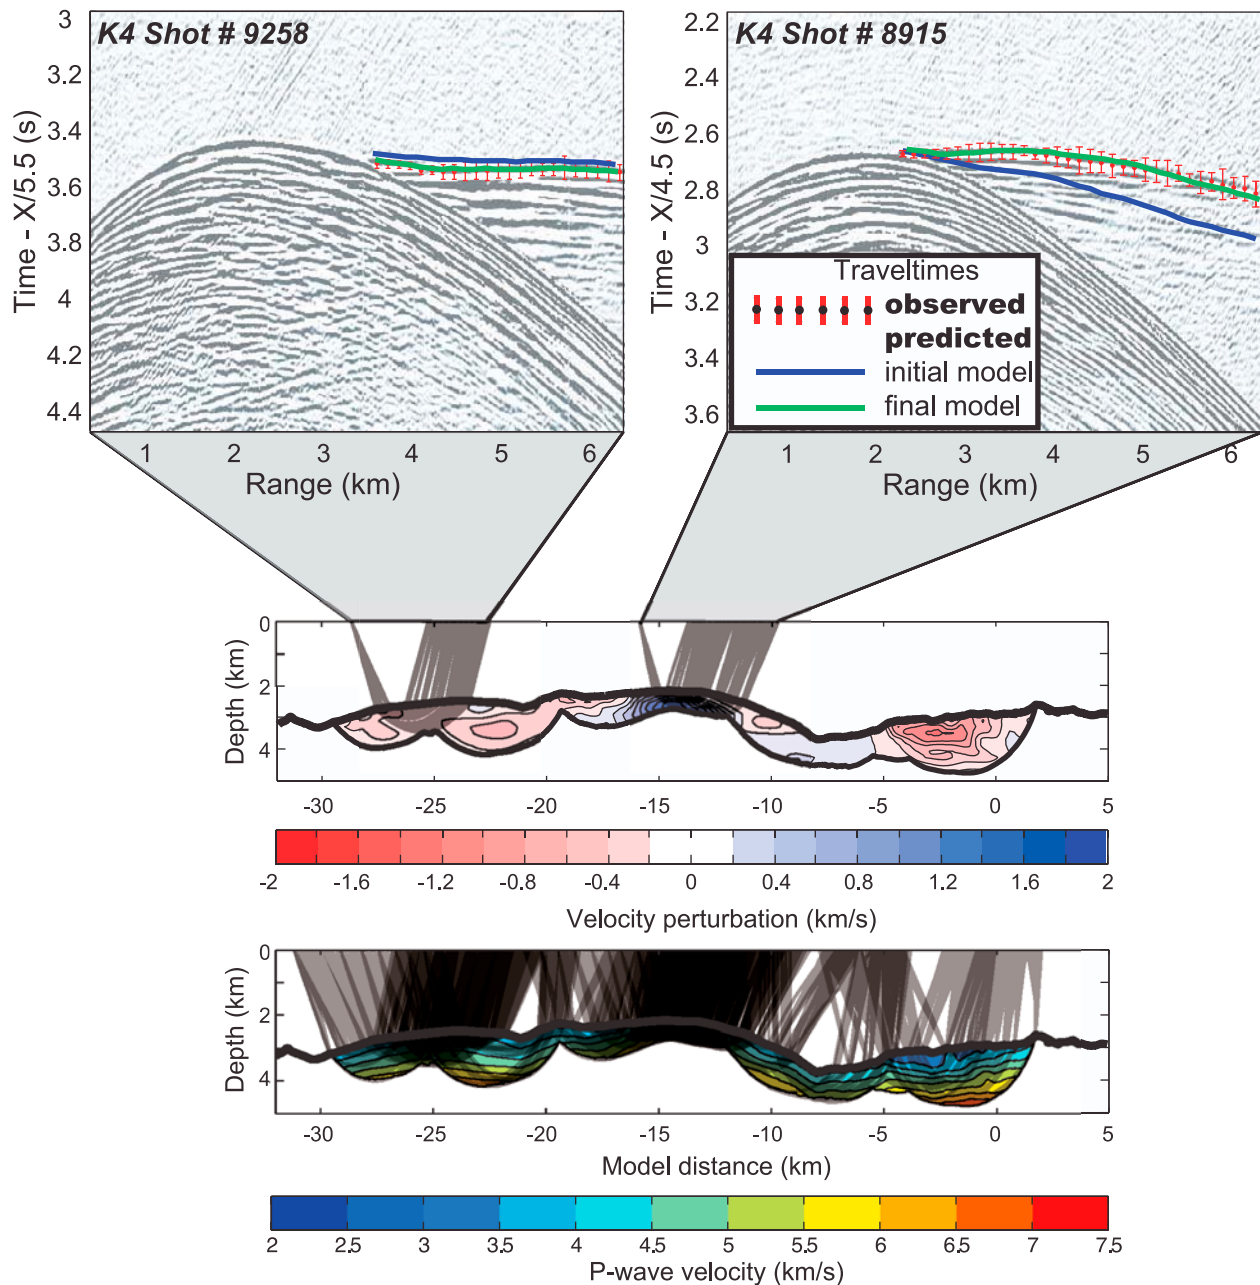 K4 Shot # 9258
3
3.2
3.4
3.6
3.8
4
4.2
4.4
Time - X/5.5 (s)
1 2 3 4 5 6
Range (km)
K4 Shot # 8915
2.2
2.4
2.6
2.8
3
3.2
3.4
3.6
Time - X/4.5 (s)
Traveltimes
observed
predicted
initial model
final model
1 2 3 4 5 6
Range (km)
0
2
4
Depth (km)
-30 -25 -20 -15 -10 -5 0 5
-2 -1.6 -1.2 -0.8 -0.4 0 0.4 0.8 1.2 1.6 2
Velocity perturbation (km/s)
0
2
4
Depth (km)
-30 -25 -20 -15 -10 -5 0 5
Model distance (km)
2 2.5 3 3.5 4 4.5 5 5.5 6 6.5 7 7.5
P-wave velocity (km/s)